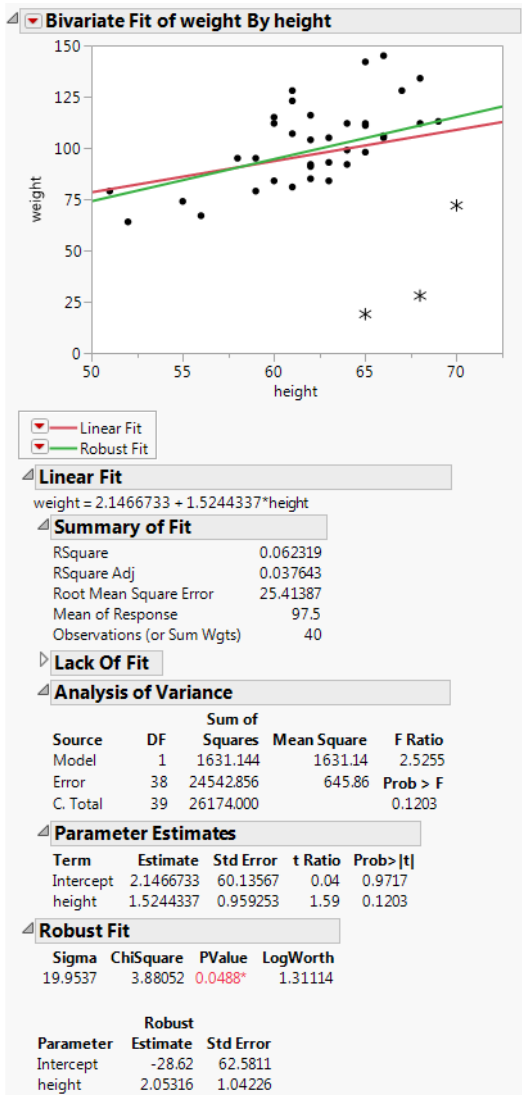 Bivariate Fit of weight By height
150
125
100
75
50
25
0
weight
50 55 60 65 70
height
Linear Fit
Robust Fit
Linear Fit
weight = 2.1466733 + 1.5244337*height
Summary of Fit
RSquare 0.062319
RSquare Adj 0.037643
Root Mean Square Error 25.41387
Mean of Response 97.5
Observations (or Sum Wgts) 40
Lack Of Fit
Analysis of Variance
Sum of
Source DF Squares Mean Square F Ratio
Model 1 1631.144 1631.14 2.5255
Error 38 24542.856 645.86 Prob > F
C. Total 39 26174.000 0.1203
Parameter Estimates
Term Estimate Std Error t Ratio Prob>|t|
Intercept 2.1466733 60.13567 0.04 0.9717
height 1.5244337 0.959253 1.59 0.1203
Robust Fit
Sigma ChiSquare PValue LogWorth
19.9537 3.88052 0.0488* 1.31114
Robust
Parameter Estimate Std Error
Intercept -28.62 62.5811
height 2.05316 1.04226